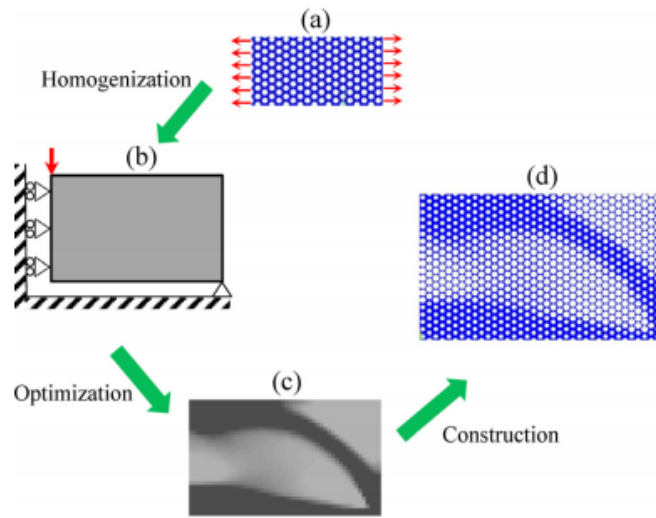 (a)
Homogenization
(b)
(d)
(c)
Optimization
Construction